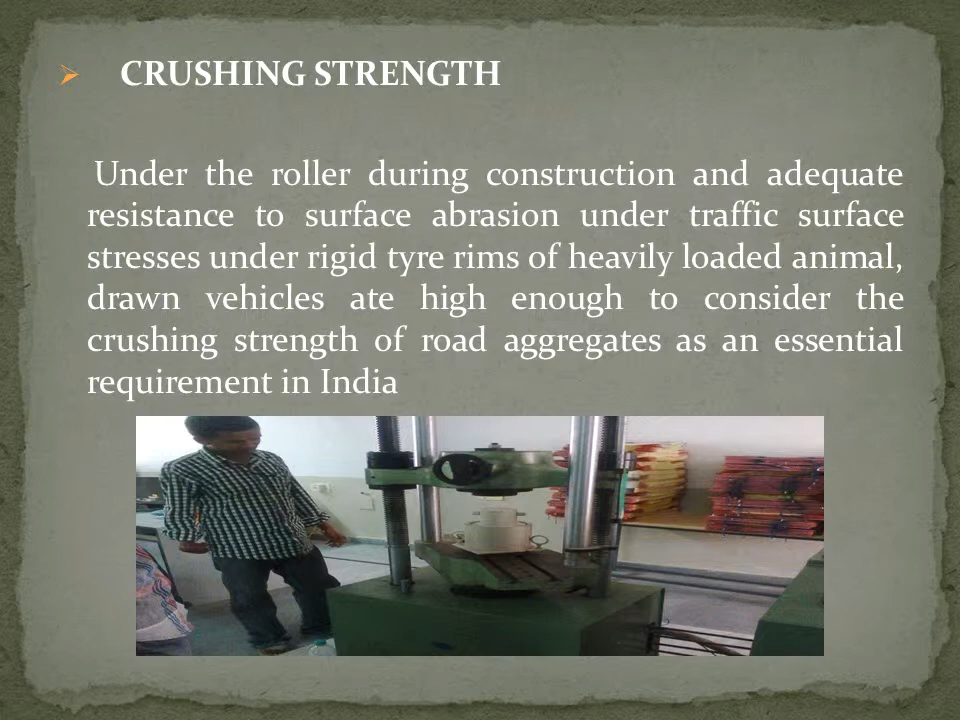 CRUSHING STRENGTH
Under the roller during construction and adequate
resistance to surface abrasion under traffic surface
stresses under rigid tyre rims of heavily loaded animal,
drawn vehicles ate high enough to consider the
crushing strength of road aggregates as an essential
requirement in India